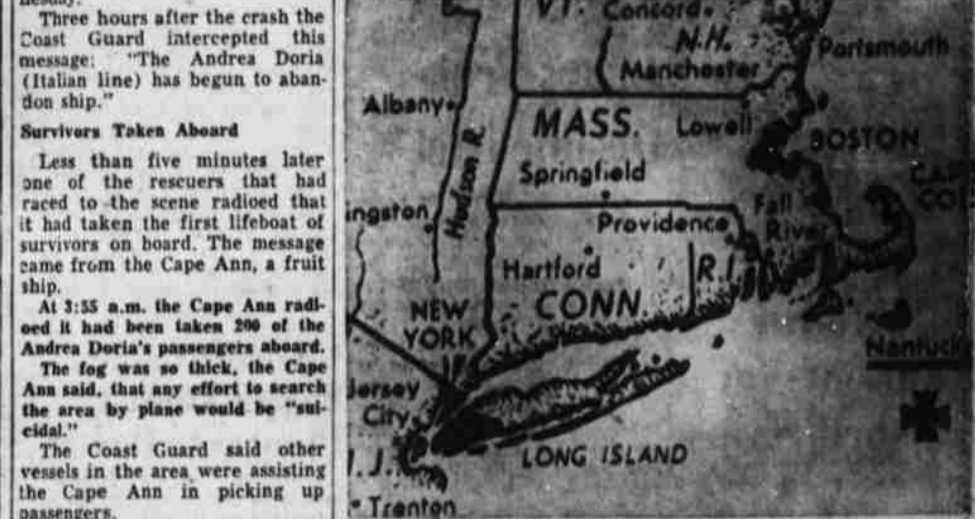 Three hours after the crash the
Coast Guard intercepted this
message: "The Andrea Doria
(Italian line) has begun to aban-
don ship."
Survivors Taken Aboard
Less than five minutes later
one of the rescuers that had
raced to the scene radioed that
it had taken the first lifeboat of
survivors on board. The message
came from the Cape Ann, a fruit
ship.
At 3:55 a.m. the Cape Ann radi-
oed it had been taken 200 of the
Andrea Doria's passengers aboard.
The fog was so thick, the Cape
Ann said, that any effort to search
the area by plane would be "sui-
cidal."
The Coast Guard said other
vessels in the area were assisting
the Cape Ann in picking up
passengers.
VT.
Concord
N.H.
Portsmouth
Manchester
Albany
MASS.
Lowell
BOSTON
Hudson R.
Springfield
CAP
CO
ingston
Providence
Fall
River
Hartford
R.I.
CONN.
NEW
YORK
Nantuck
Jersey
City
N.J.
LONG ISLAND
Trenton